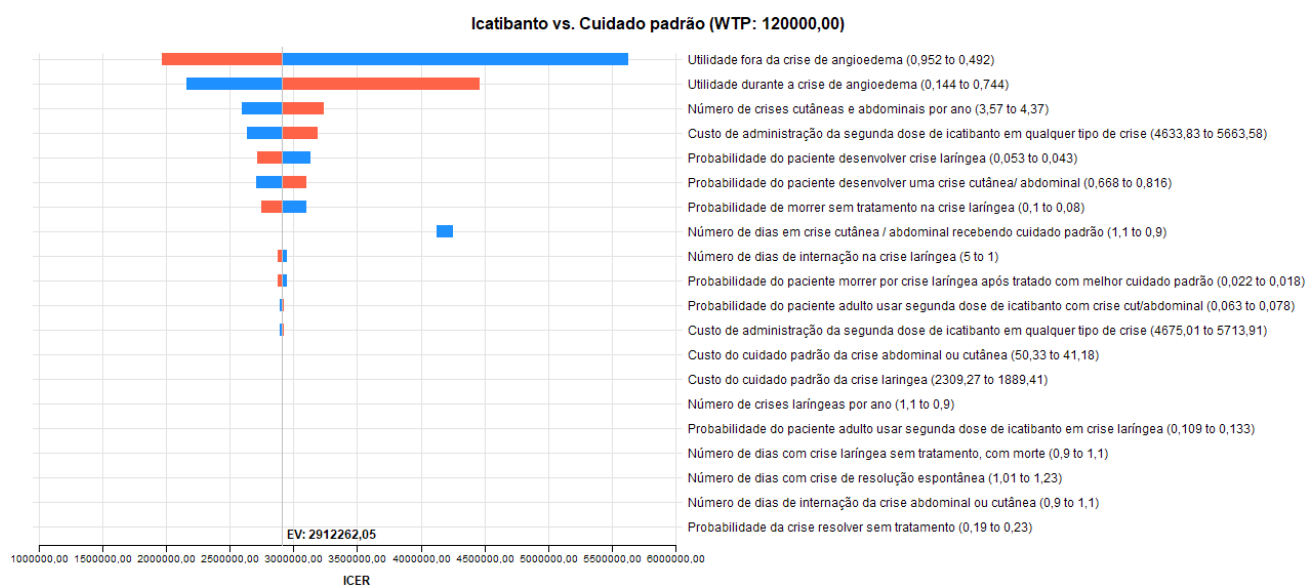 Icatibanto vs. Cuidado padrão (WTP: 120000,00)
Utilidade fora da crise de angioedema (0,952 to 0,492)
Utilidade durante a crise de angioedema (0,144 to 0,744)
Número de crises cutâneas e abdominais por ano (3,57 to 4,37)
Custo de administração da segunda dose de icatibanto em qualquer tipo de crise (4633,83 to 5663,58)
Probabilidade do paciente desenvolver crise laríngea (0,053 to 0,043)
Probabilidade do paciente desenvolver uma crise cutânea/ abdominal (0,668 to 0,816)
Probabilidade de morrer sem tratamento na crise laríngea (0,1 to 0,08)
Número de dias em crise cutânea / abdominal recebendo cuidado padrão (1,1 to 0,9)
Número de dias de internação na crise laríngea (5 to 1)
Probabilidade do paciente morrer por crise laríngea após tratado com melhor cuidado padrão (0,022 to 0,018)
Probabilidade do paciente adulto usar segunda dose de icatibanto com crise cut/abdominal (0,063 to 0,078)
Custo de administração da segunda dose de icatibanto em qualquer tipo de crise (4675,01 to 5713,91)
Custo do cuidado padrão da crise abdominal ou cutânea (50,33 to 41,18)
Custo do cuidado padrão da crise laringea (2309,27 to 1889,41)
Número de crises laríngeas por ano (1,1 to 0,9)
Probabilidade do paciente adulto usar segunda dose de icatibanto em crise laríngea (0,109 to 0,133)
Número de dias com crise laríngea sem tratamento, com morte (0,9 to 1,1)
Número de dias com crise de resolução espontânea (1,01 to 1,23)
Número de dias de internação da crise abdominal ou cutânea (0,9 to 1,1)
Probabilidade da crise resolver sem tratamento (0,19 to 0,23)
EV: 2912262,05
1000000,00 1500000,00 2000000,00 2500000,00 3000000,00 3500000,00 4000000,00 4500000,00 5000000,00 5500000,00 6000000,00
ICER